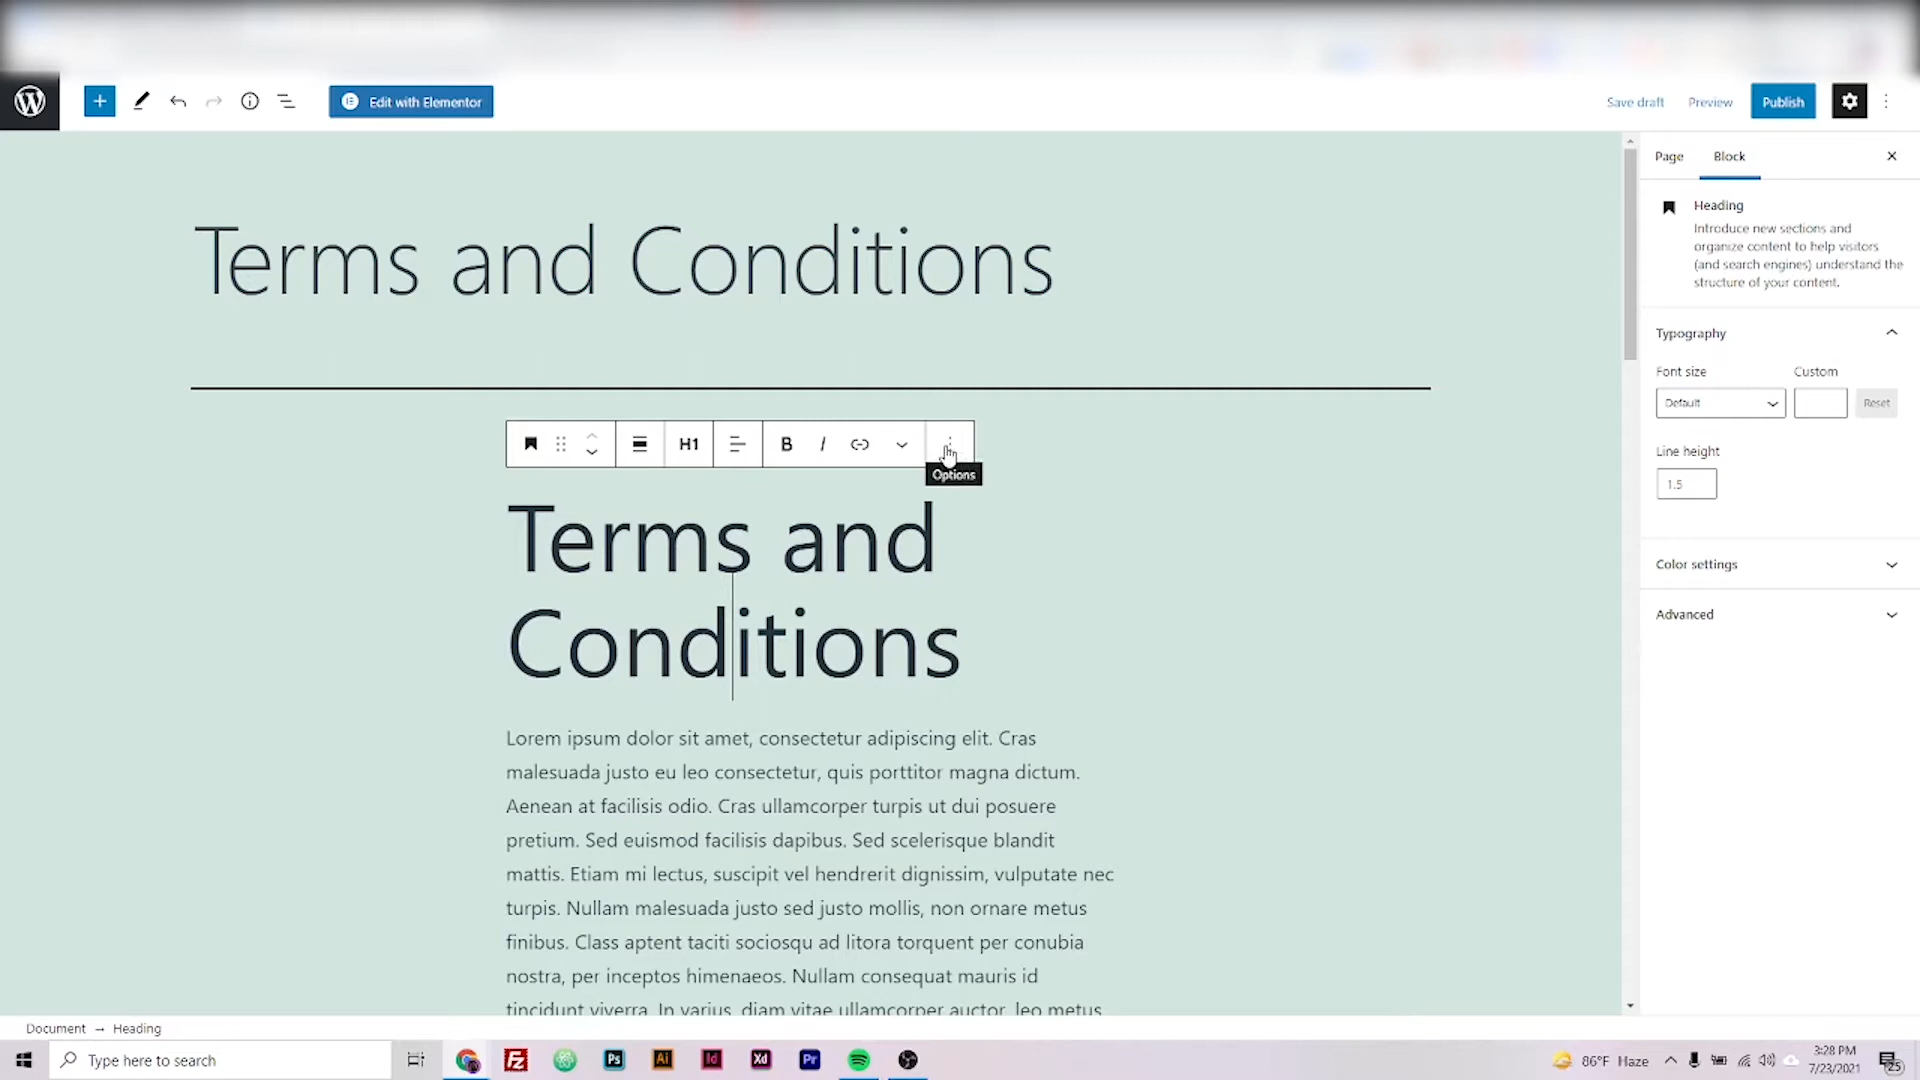 Edit with Elementor
Save draft
Preview
Publish
Page
Block
Terms and Conditions
Heading
Introduce new sections and
organize content to help visitors
(and search engines) understand the
structure of your content.
Typography
Font size
Custom
Default
Reset
Line height
1.5
Color settings
Advanced
H1
B
I
Options
Terms and
Conditions
Lorem ipsum dolor sit amet, consectetur adipiscing elit. Cras
malesuada justo eu leo consectetur, quis porttitor magna dictum.
Aenean at facilisis odio. Cras ullamcorper turpis ut dui posuere
pretium. Sed euismod facilisis dapibus. Sed scelerisque blandit
mattis. Etiam mi lectus, suscipit vel hendrerit dignissim, vulputate nec
turpis. Nullam malesuada justo sed justo mollis, non ornare metus
finibus. Class aptent taciti sociosqu ad litora torquent per conubia
nostra, per inceptos himenaeos. Nullam consequat mauris id
tincidunt viverra. In varius, diam vitae ullamcorper auctor, leo metus
Document → Heading
Type here to search
Fz
Ps
Ai
Id
Xd
Pr
86°F Haze
3:28 PM
7/23/2021
25